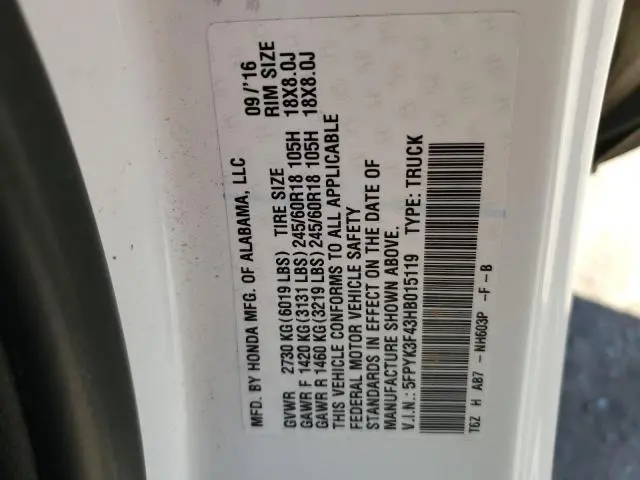 MFD. BY HONDA MFG. OF ALABAMA, LLC 09/'16
GVWR 2730 KG(6019 LBS) TIRE SIZE RIM SIZE
GAWR F 1420 KG(3131 LBS)245/60R18 105H 18X8.0J
GAWR R 1460 KG(3219 LBS)245/60R18 105H 18X8.0J
THIS VEHICLE CONFORMS TO ALL APPLICABLE
FEDERAL MOTOR VEHICLE SAFETY
STANDARDS IN EFFECT ON THE DATE OF
MANUFACTURE SHOWN ABOVE.
V.I.N.: 5FPYK3F43HB015119 TYPE: TRUCK
T6Z H AB7 - NH603P -F - B